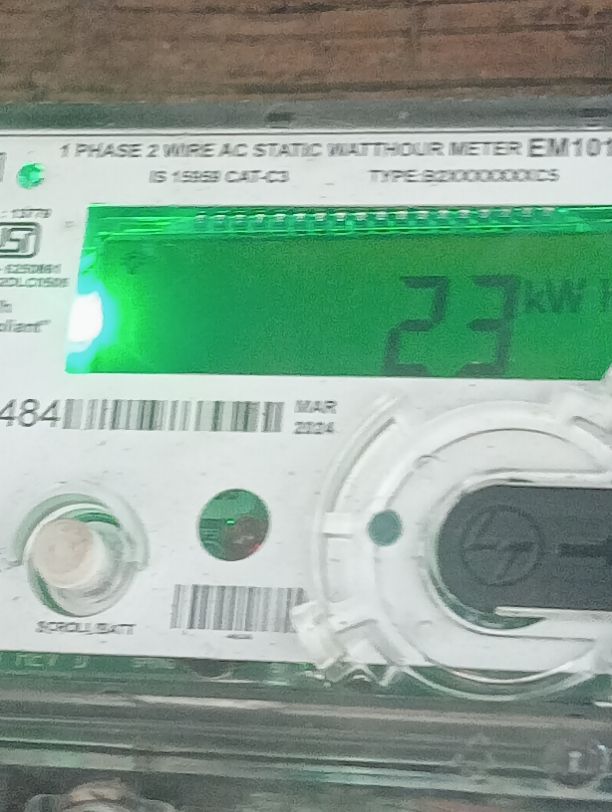 1 PHASE 2 WIRE AC STATIC WATTHOUR METER EM101
IS 15959 CAT-C3 TYPE:B2XXXXXXXXC5
23 kW
484
MAR
2024
SCROLL/BATT